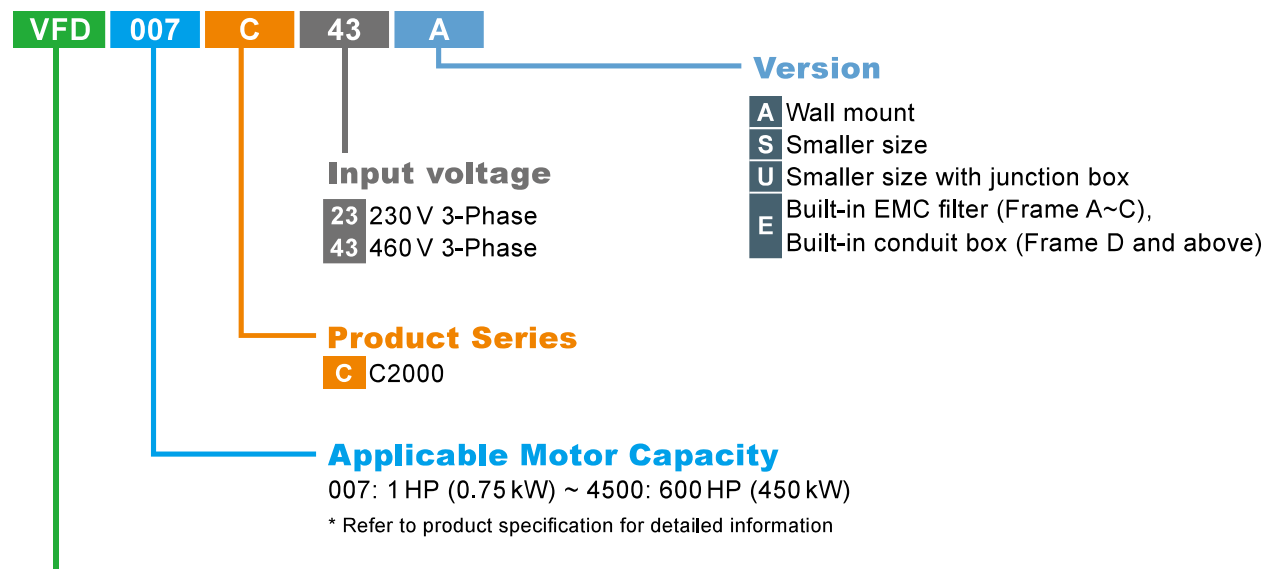 VFD 007 C 43 A
Version
A Wall mount
S Smaller size
U Smaller size with junction box
E Built-in EMC filter (Frame A~C),
Built-in conduit box (Frame D and above)
Input voltage
23 230 V 3-Phase
43 460 V 3-Phase
Product Series
C C2000
Applicable Motor Capacity
007: 1 HP (0.75 kW) ~ 4500: 600 HP (450 kW)
* Refer to product specification for detailed information